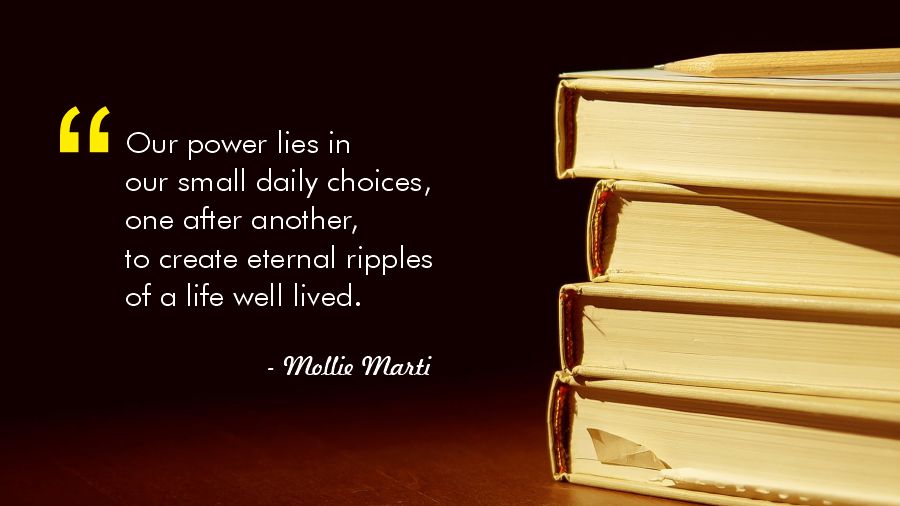 “
Our power lies in
our small daily choices,
one after another,
to create eternal ripples
of a life well lived.
- Mollie Marti